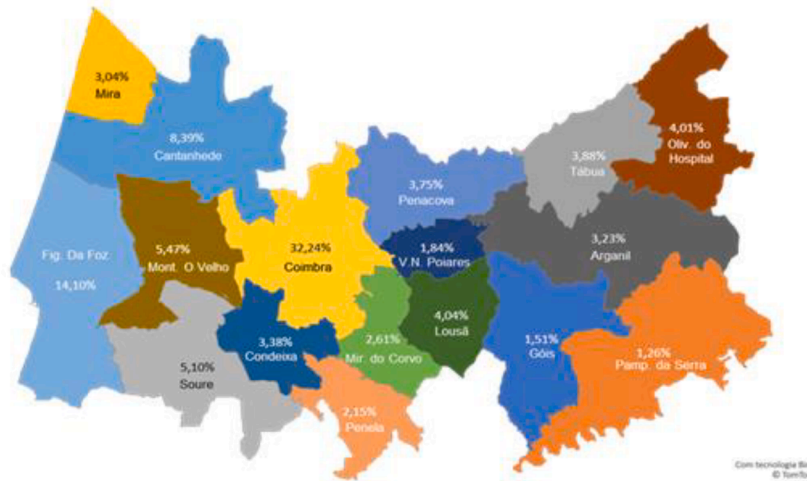 3,04%
Mira
8,39%
Cantanhede
4,01%
Oliv. do
Hospital
3,88%
Tábua
3,75%
Penacova
Fig. Da Foz
14,10%
5,47%
Mont. O Velho
32,24%
Coimbra
1,84%
V.N. Poiares
3,23%
Arganil
4,04%
Lousã
2,61%
Mir. do Corvo
3,38%
Condeixa
1,51%
Góis
1,26%
Pamp. da Serra
5,10%
Soure
2,15%
Penela
Com tecnologia
© TomTo